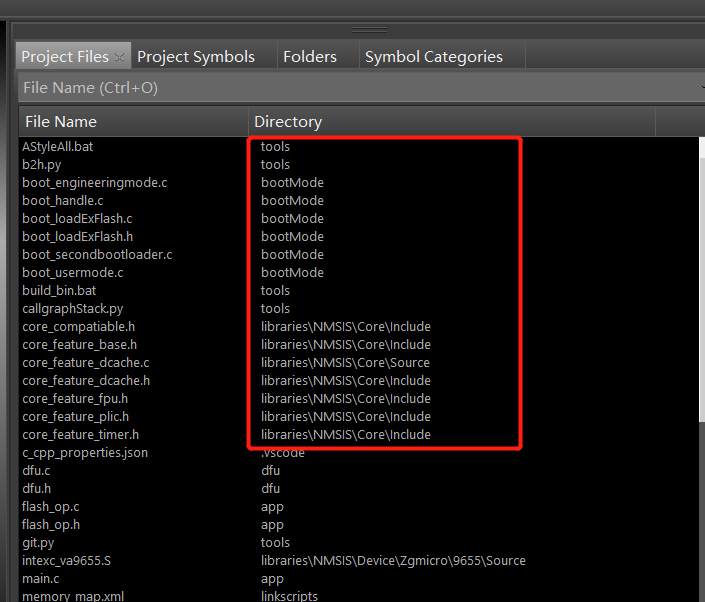 Project Files Project Symbols Folders Symbol Categories
File Name (Ctrl+O)
File Name Directory
AStyleAll.bat tools
b2h.py tools
boot_engineeringmode.c bootMode
boot_handle.c bootMode
boot_loadExFlash.c bootMode
boot_loadExFlash.h bootMode
boot_secondbootloader.c bootMode
boot_usermode.c bootMode
build_bin.bat tools
callgraphStack.py tools
core_compatiable.h libraries\NMSIS\Core\Include
core_feature_base.h libraries\NMSIS\Core\Include
core_feature_dcache.c libraries\NMSIS\Core\Source
core_feature_dcache.h libraries\NMSIS\Core\Include
core_feature_fpu.h libraries\NMSIS\Core\Include
core_feature_plic.h libraries\NMSIS\Core\Include
core_feature_timer.h libraries\NMSIS\Core\Include
c_cpp_properties.json .vscode
dfu.c dfu
dfu.h dfu
flash_op.c app
flash_op.h app
git.py tools
intexc_va9655.S libraries\NMSIS\Device\Zgmicro\9655\Source
main.c app
memory_map.xml linkscripts